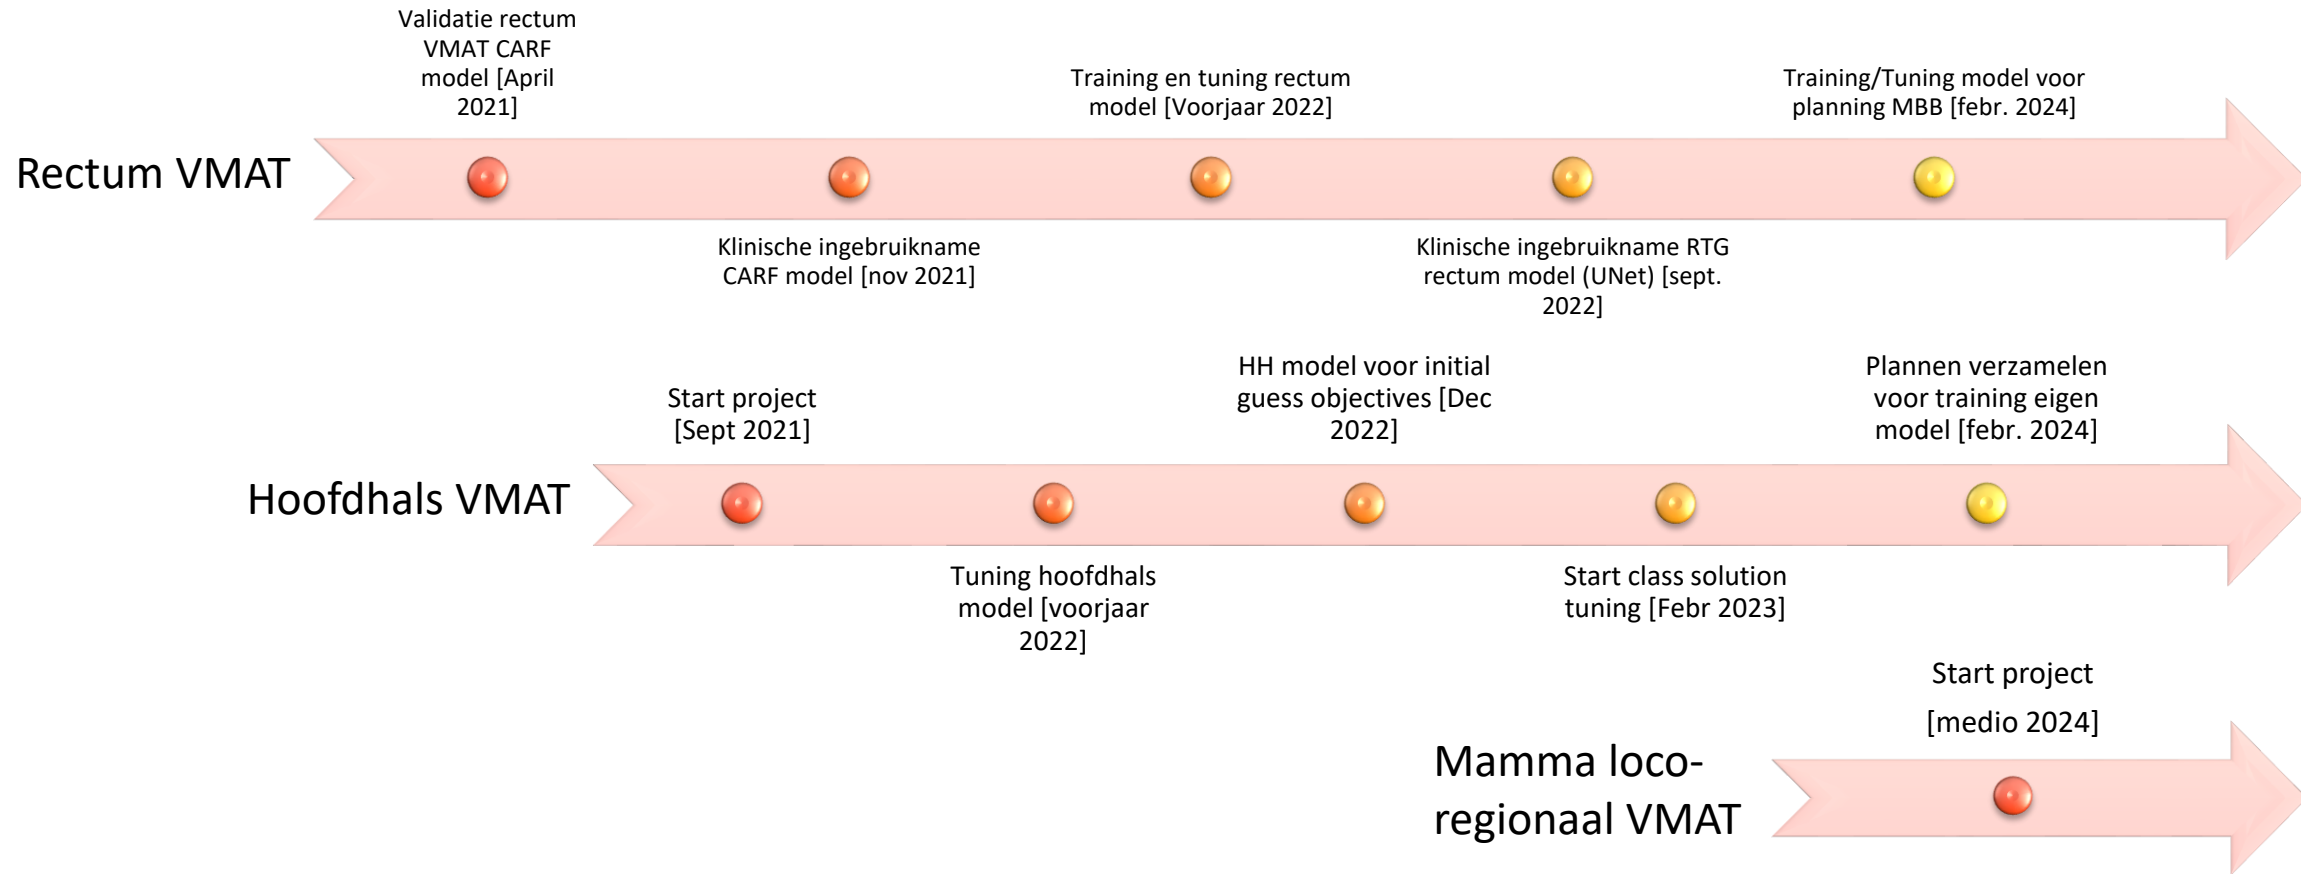 Validatie rectum
VMAT CARF
model [April
2021]
Training en tuning rectum
model [Voorjaar 2022]
Training/Tuning model voor
planning MBB [febr. 2024]
Rectum VMAT
Klinische ingebruikname
CARF model [nov 2021]
Klinische ingebruikname RTG
rectum model (UNet) [sept.
2022]
Start project
[Sept 2021]
HH model voor initial
guess objectives [Dec
2022]
Plannen verzamelen
voor training eigen
model [febr. 2024]
Hoofdhals VMAT
Tuning hoofdhals
model [voorjaar
2022]
Start class solution
tuning [Febr 2023]
Start project
[medio 2024]
Mamma loco-
regionaal VMAT